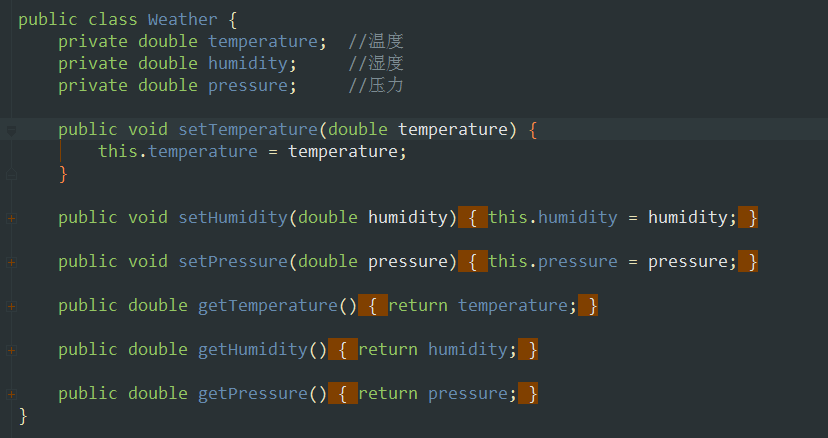 public class Weather {
    private double temperature;  //温度
    private double humidity;     //湿度
    private double pressure;     //压力
    public void setTemperature(double temperature) {
        this.temperature = temperature;
    }
    public void setHumidity(double humidity) { this.humidity = humidity; }
    public void setPressure(double pressure) { this.pressure = pressure; }
    public double getTemperature() { return temperature; }
    public double getHumidity() { return humidity; }
    public double getPressure() { return pressure; }
}